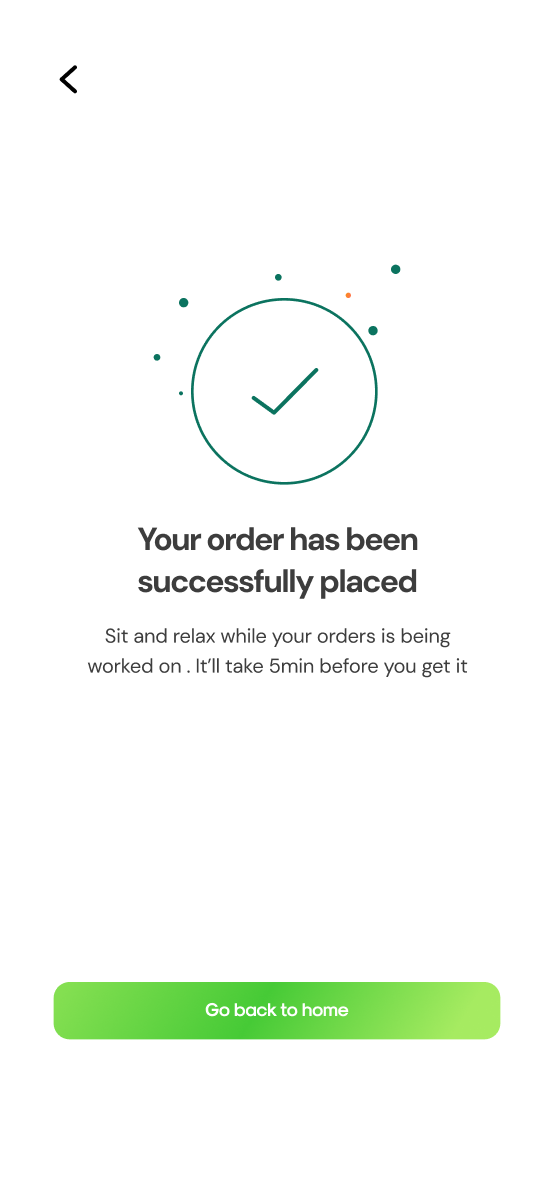 Your order has been
successfully placed
Sit and relax while your orders is being
worked on . It’ll take 5min before you get it
Go back to home